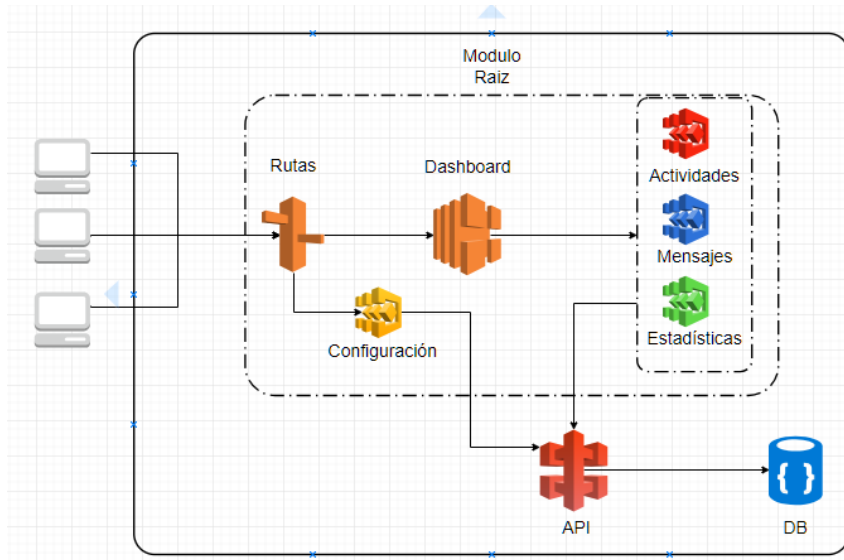 Modulo
Raiz
Rutas
Dashboard
Actividades
Mensajes
Estadísticas
Configuración
API
DB
{ }